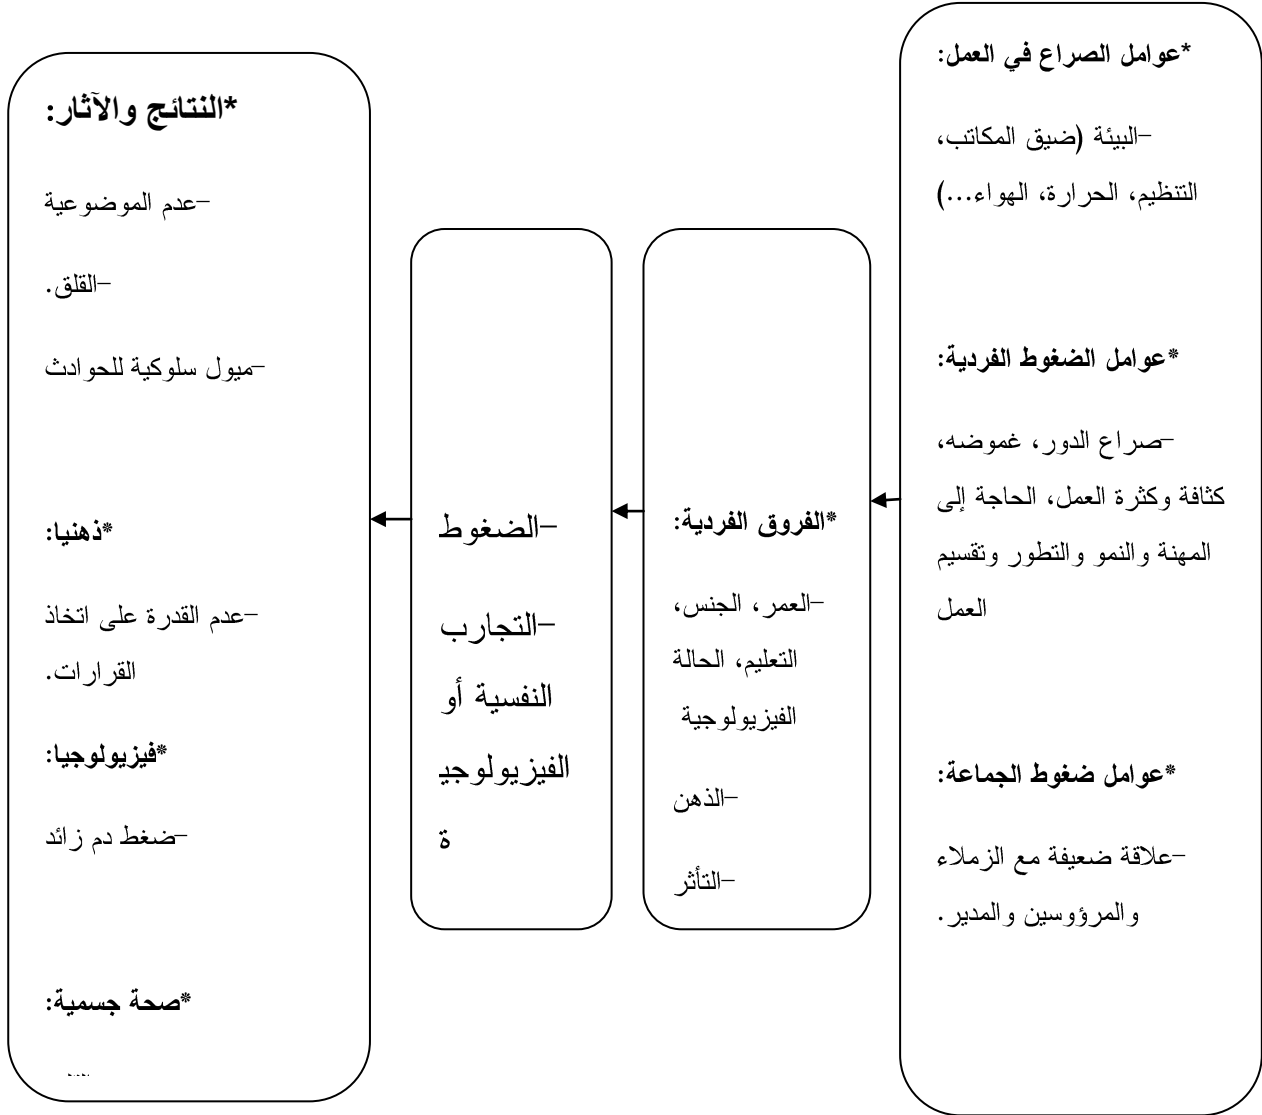 *عوامل الصراع في العمل:
-البيئة (ضيق المكاتب،
التنظيم، الحرارة، الهواء...)
*عوامل الضغوط الفردية:
-صراع الدور، غموضه،
كثافة وكثرة العمل، الحاجة إلى
المهنة والنمو والتطور وتقسيم
العمل
*عوامل ضغوط الجماعة:
-علاقة ضعيفة مع الزملاء
والمرؤوسين والمدير.
*الفروق الفردية:
-العمر، الجنس،
التعليم، الحالة
الفيزيولوجية
-الذهن
-التأثر
-الضغوط
-التجارب
النفسية أو
الفيزيولوجي
ة
*النتائج والآثار:
-عدم الموضوعية
-القلق.
-ميول سلوكية للحوادث
*ذهنيا:
-عدم القدرة على اتخاذ
القرارات.
*فيزيولوجيا:
-ضغط دم زائد
*صحة جسمية: